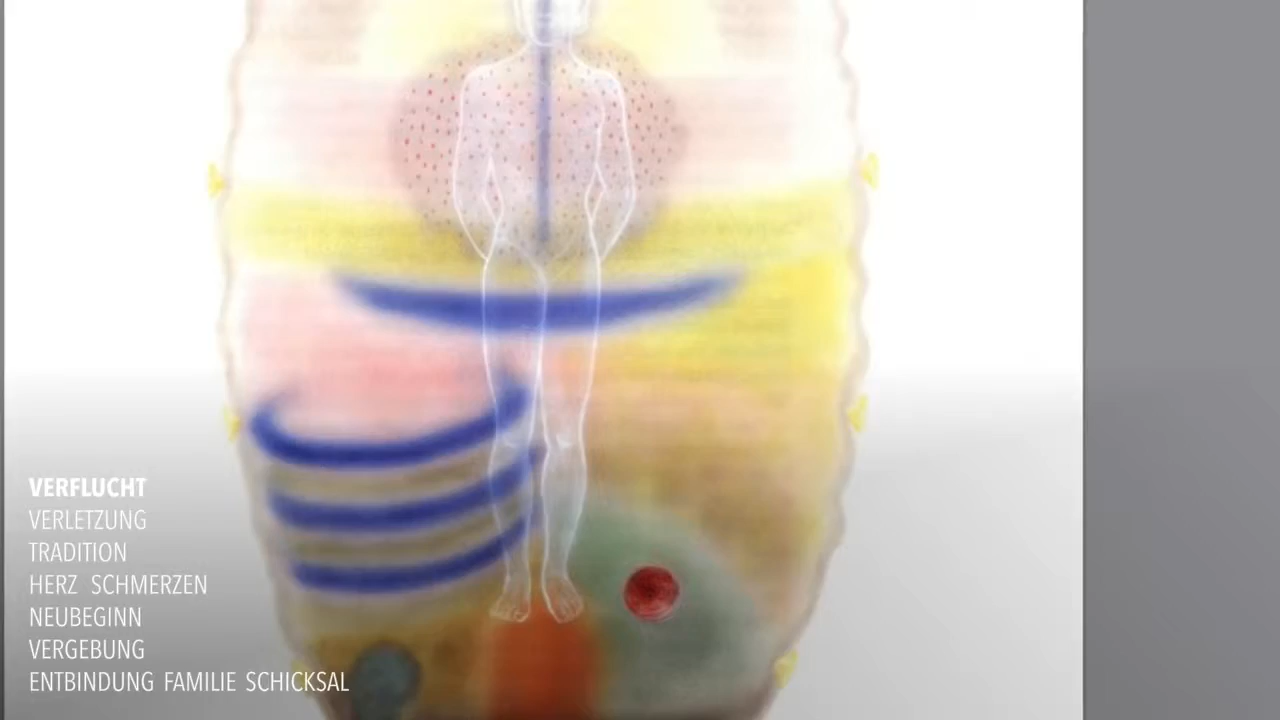 VERFLUCHT
VERLETZUNG
TRADITION
HERZ SCHMERZEN
NEUBEGINN
VERGEBUNG
ENTBINDUNG FAMILIE SCHICKSAL